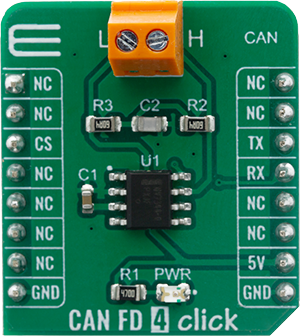 L H CAN
R3 C2 R2
NC NC
NC NC
CS TX
NC RX
NC NC
NC NC
NC 5V
GND GND
U1
C1
R1 PWR
4700
CAN FD 4 click